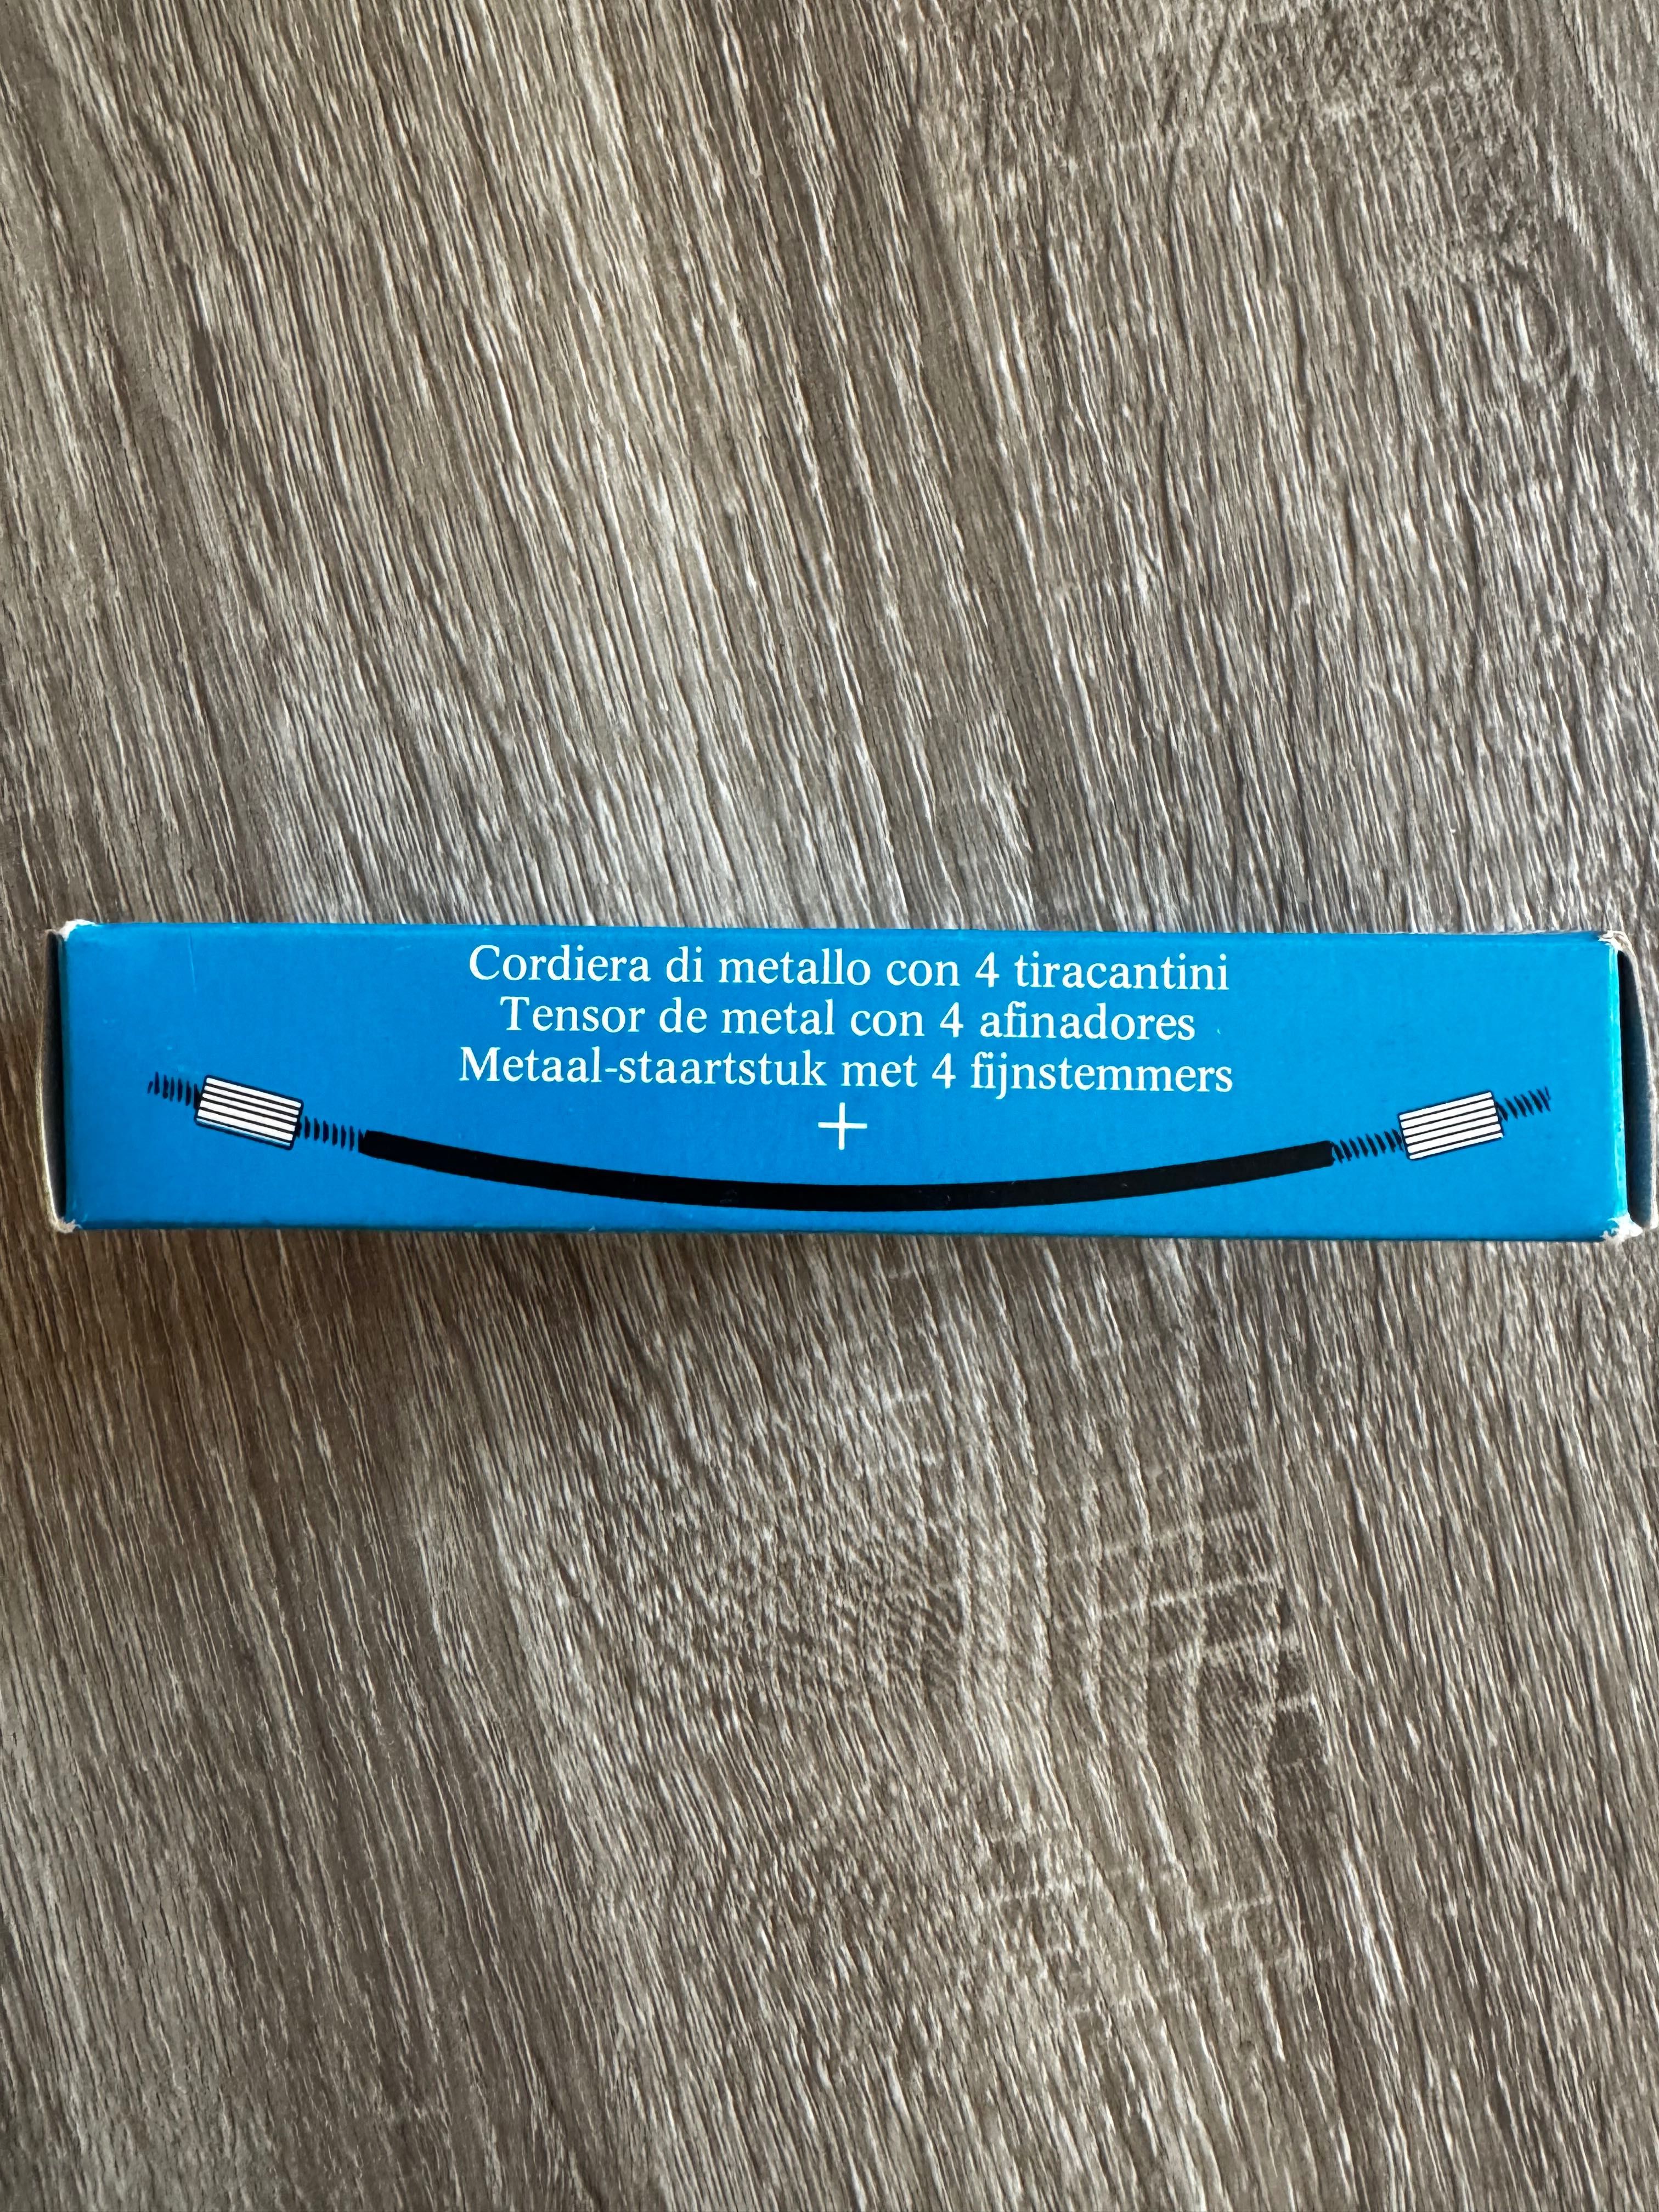 Cordiera di metallo con 4 tiracantini
Tensor de metal con 4 afinadores
Metaal-staartstuk met 4 fijnstemmers
+